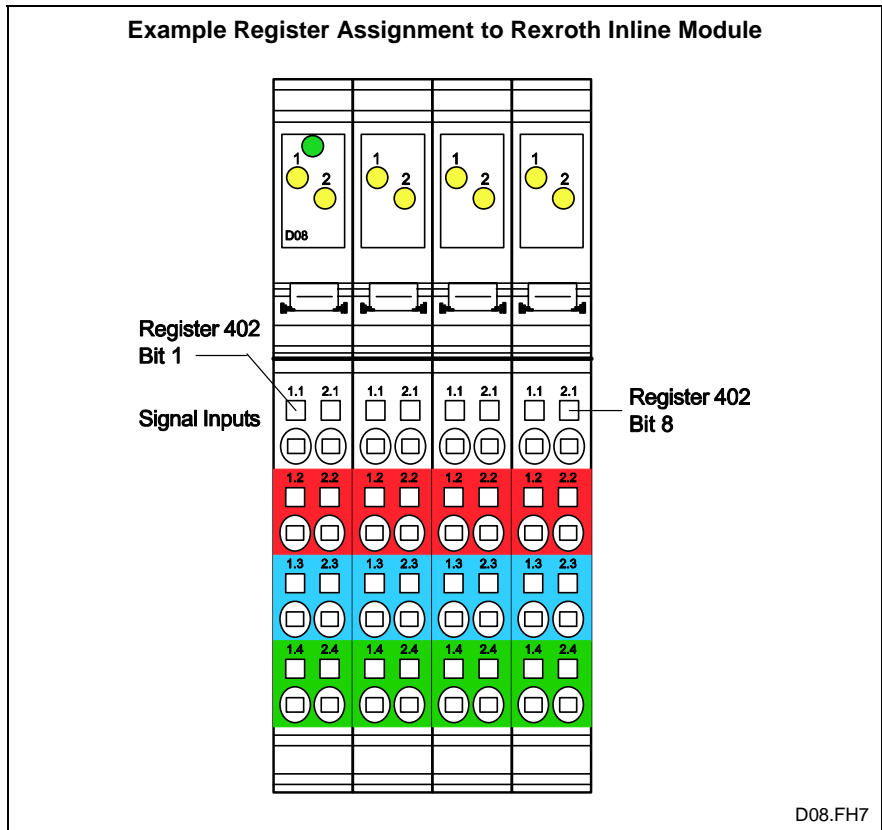 Example Register Assignment to Rexroth Inline Module
1 2 1 2 1 2 1 2
D08
Register 402
Bit 1
1.1 2.1 1.1 2.1 1.1 2.1 1.1 2.1
Signal Inputs
Register 402
Bit 8
1.2 2.2 1.2 2.2 1.2 2.2 1.2 2.2
1.3 2.3 1.3 2.3 1.3 2.3 1.3 2.3
1.4 2.4 1.4 2.4 1.4 2.4 1.4 2.4
D08.FH7